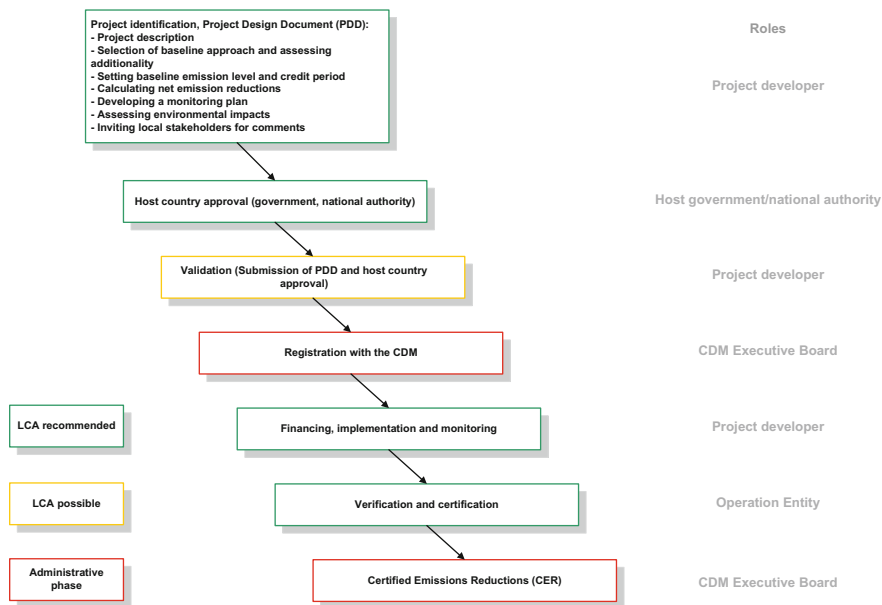 Project identification, Project Design Document (PDD):
- Project description
- Selection of baseline approach and assessing
additionality
- Setting baseline emission level and credit period
- Calculating net emission reductions
- Developing a monitoring plan
- Assessing environmental impacts
- Inviting local stakeholders for comments
Roles
Project developer
Host country approval (government, national authority)
Host government/national authority
Validation (Submission of PDD and host country
approval)
Project developer
Registration with the CDM
CDM Executive Board
LCA recommended
Financing, implementation and monitoring
Project developer
LCA possible
Verification and certification
Operation Entity
Administrative
phase
Certified Emissions Reductions (CER)
CDM Executive Board